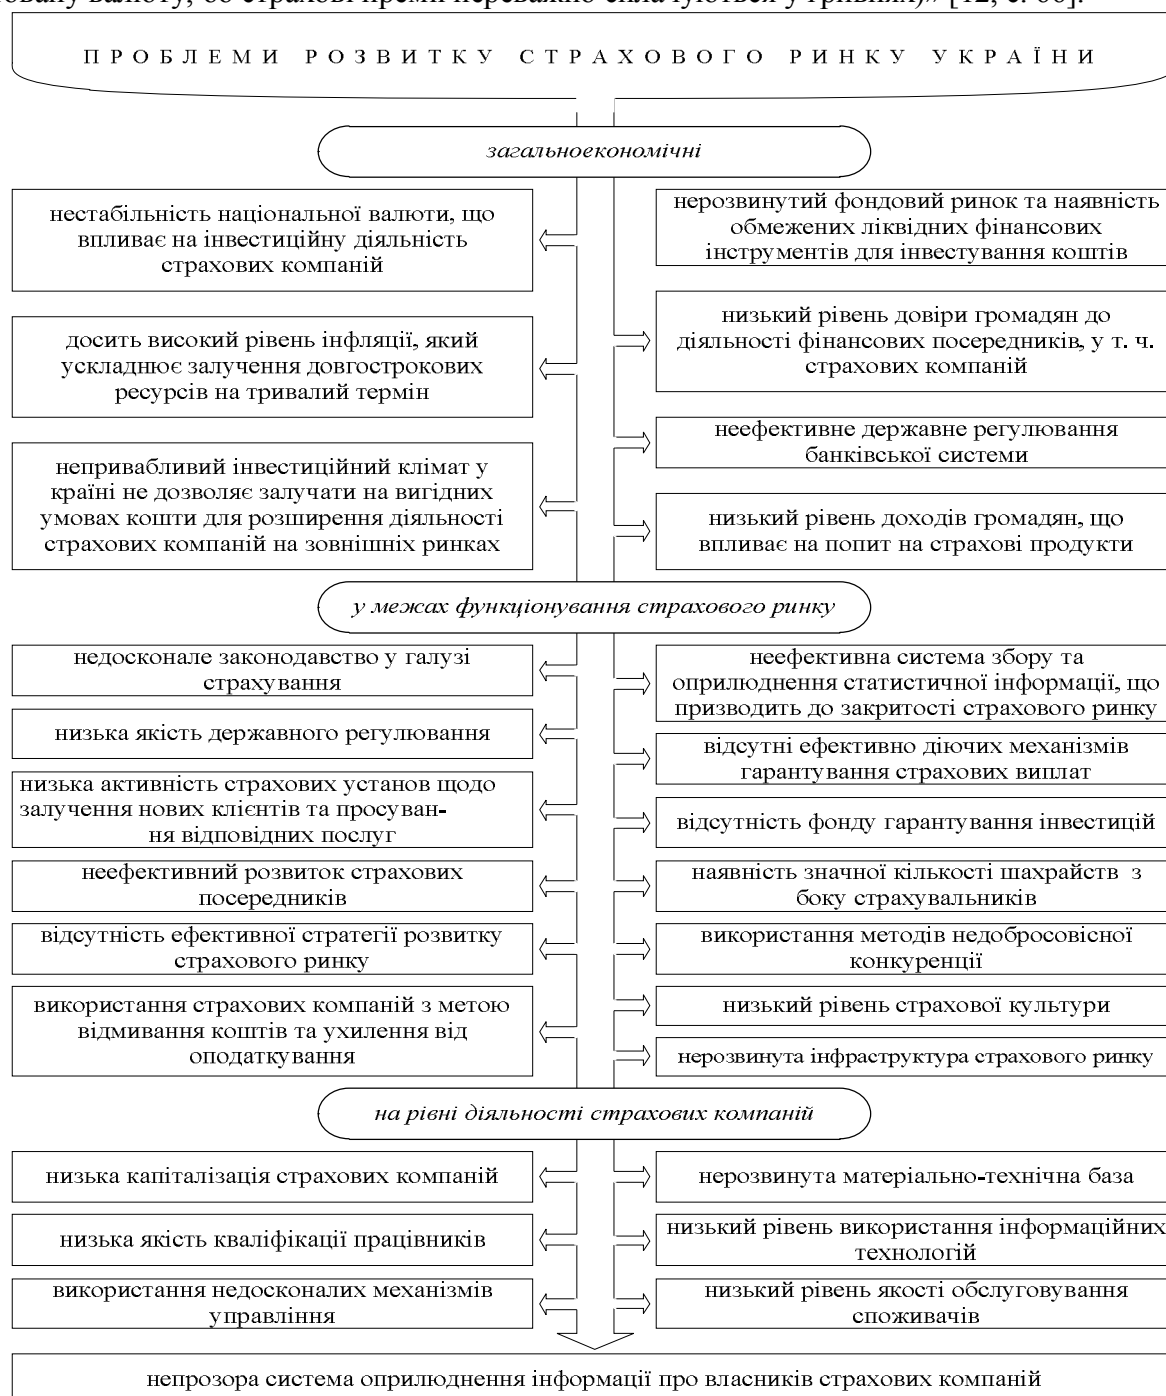 ПРОБЛЕМИ РОЗВИТКУ СТРАХОВОГО РИНКУ УКРАЇНИ
загальноекономічні
нестабільність національної валюти, що
впливає на інвестиційну діяльність
страхових компаній
досить високий рівень інфляції, який
ускладнює залучення довгострокових
ресурсів на тривалий термін
непривабливий інвестиційний клімат у
країні не дозволяє залучати на вигідних
умовах кошти для розширення діяльності
страхових компаній на зовнішніх ринках
нерозвинутий фондовий ринок та наявність
обмежених ліквідних фінансових
інструментів для інвестування коштів
низький рівень довіри громадян до
діяльності фінансових посередників, у т. ч.
страхових компаній
неефективне державне регулювання
банківської системи
низький рівень доходів громадян, що
впливає на попит на страхові продукти
у межах функціонування страхового ринку
недосконале законодавство у галузі
страхування
низька якість державного регулювання
низька активність страхових установ щодо
залучення нових клієнтів та просуван-
ня відповідних послуг
неефективний розвиток страхових
посередників
відсутність ефективної стратегії розвитку
страхового ринку
використання страхових компаній з метою
відмивання коштів та ухилення від
оподаткування
неефективна система збору та
оприлюднення статистичної інформації, що
призводить до закритості страхового ринку
відсутні ефективно діючих механізмів
гарантування страхових виплат
відсутність фонду гарантування інвестицій
наявність значної кількості шахрайств з
боку страхувальників
використання методів недобросовісної
конкуренції
низький рівень страхової культури
нерозвинута інфраструктура страхового ринку
на рівні діяльності страхових компаній
низька капіталізація страхових компаній
низька якість кваліфікації працівників
використання недосконалих механізмів
управління
нерозвинута матеріально-технічна база
низький рівень використання інформаційних
технологій
низький рівень якості обслуговування
споживачів
непрозора система оприлюднення інформації про власників страхових компаній